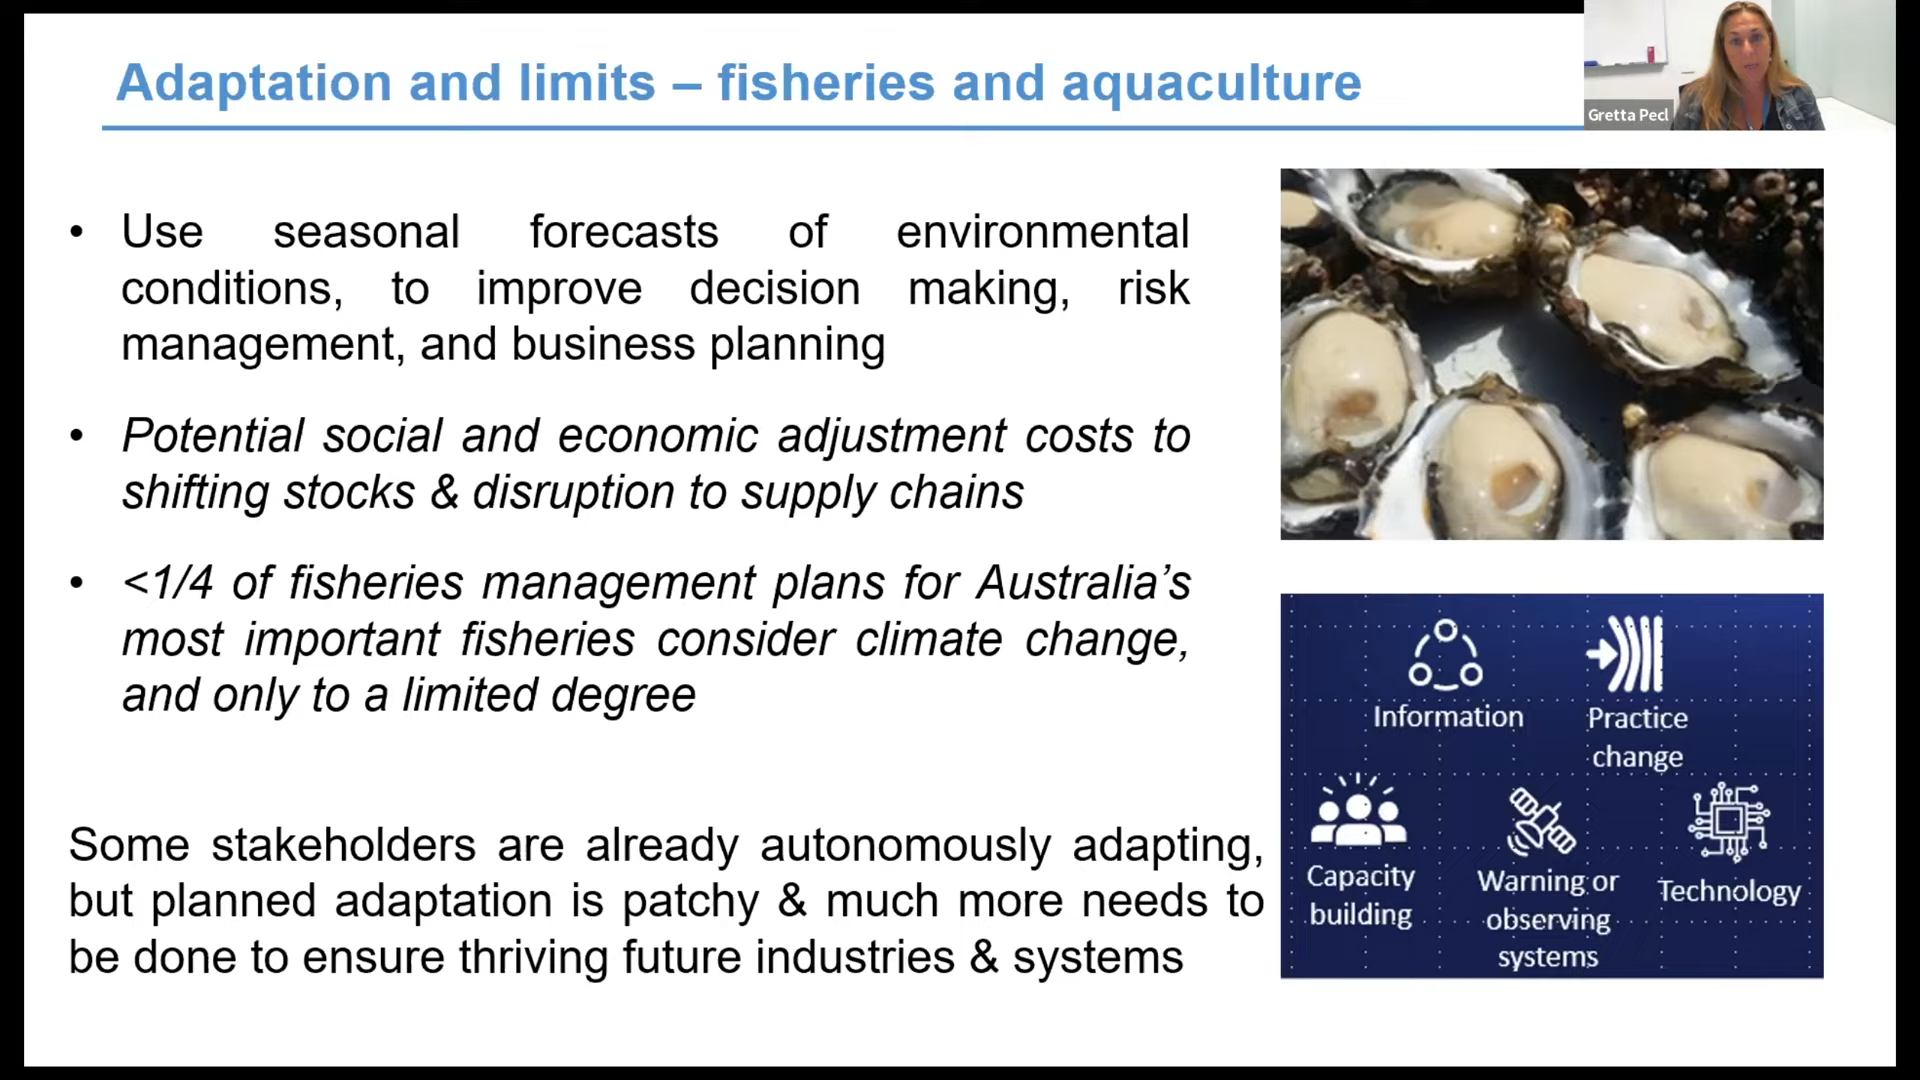 Adaptation and limits – fisheries and aquaculture
Gretta Pecl
• Use seasonal forecasts of environmental
conditions, to improve decision making, risk
management, and business planning
• Potential social and economic adjustment costs to
shifting stocks & disruption to supply chains
• <1/4 of fisheries management plans for Australia’s
most important fisheries consider climate change,
and only to a limited degree
Some stakeholders are already autonomously adapting,
but planned adaptation is patchy & much more needs to
be done to ensure thriving future industries & systems
Information
Practice
change
Capacity
building
Warning or
observing
systems
Technology